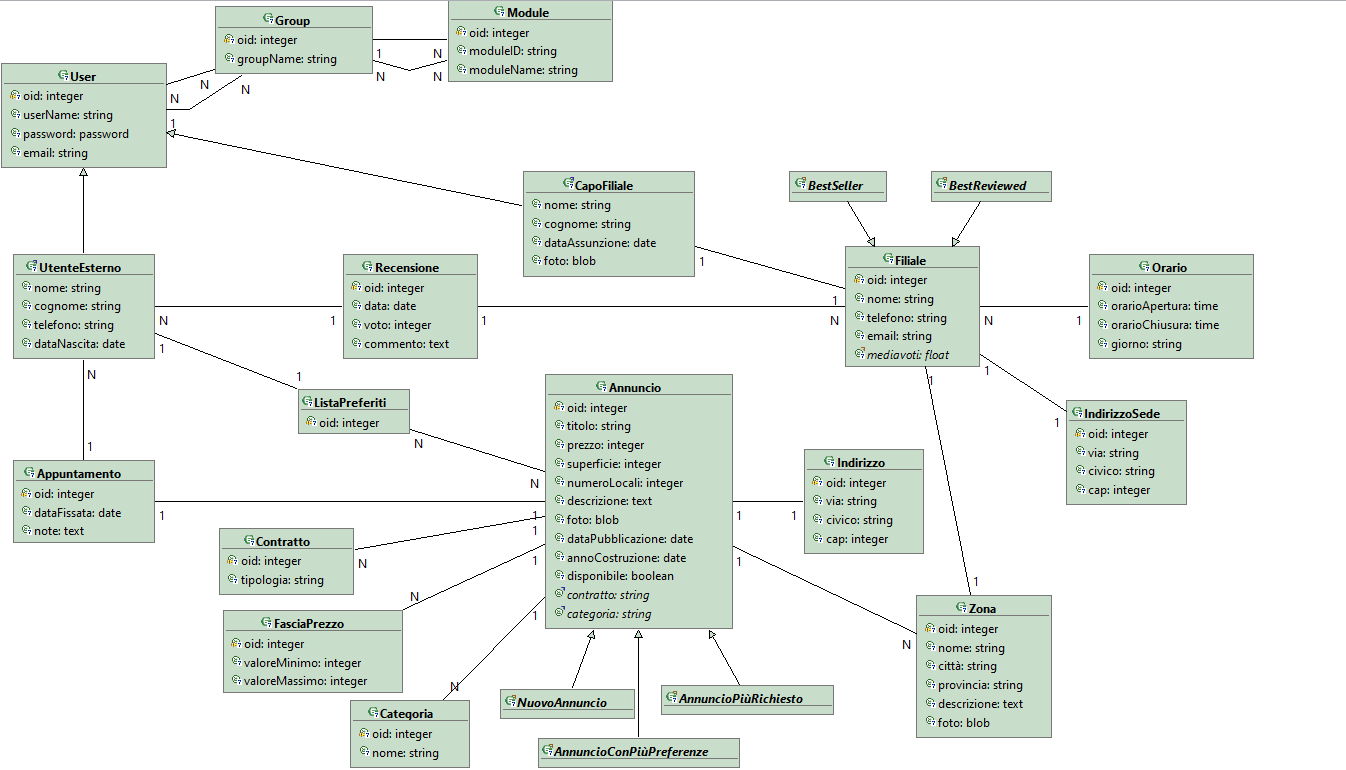 Group
oid: integer
groupName: string
Module
oid: integer
moduleID: string
moduleName: string
1
N
N
N
User
oid: integer
userName: string
password: password
email: string
N
N
N
1
CapoFiliale
nome: string
cognome: string
dataAssunzione: date
foto: blob
1
BestSeller
BestReviewed
UtenteEsterno
nome: string
cognome: string
telefono: string
dataNascita: date
N
1
N
Recensione
oid: integer
data: date
voto: integer
commento: text
1
1
Filiale
oid: integer
nome: string
telefono: string
email: string
mediavoti: float
1
N
N
1
1
Orario
oid: integer
orarioApertura: time
orarioChiusura: time
giorno: string
1
IndirizzoSede
oid: integer
via: string
civico: string
cap: integer
1
ListaPreferiti
oid: integer
1
N
Annuncio
oid: integer
titolo: string
prezzo: integer
superficie: integer
numeroLocali: integer
descrizione: text
foto: blob
dataPubblicazione: date
annoCostruzione: date
disponibile: boolean
contratto: string
categoria: string
N
1
1
1
1
1
1
Indirizzo
oid: integer
via: string
civico: string
cap: integer
1
Appuntamento
oid: integer
dataFissata: date
note: text
1
1
Contratto
oid: integer
tipologia: string
N
FasciaPrezzo
oid: integer
valoreMinimo: integer
valoreMassimo: integer
N
Categoria
oid: integer
nome: string
N
NuovoAnnuncio
AnnuncioPiùRichiesto
AnnuncioConPiùPreferenze
Zona
oid: integer
nome: string
città: string
provincia: string
descrizione: text
foto: blob
1
N